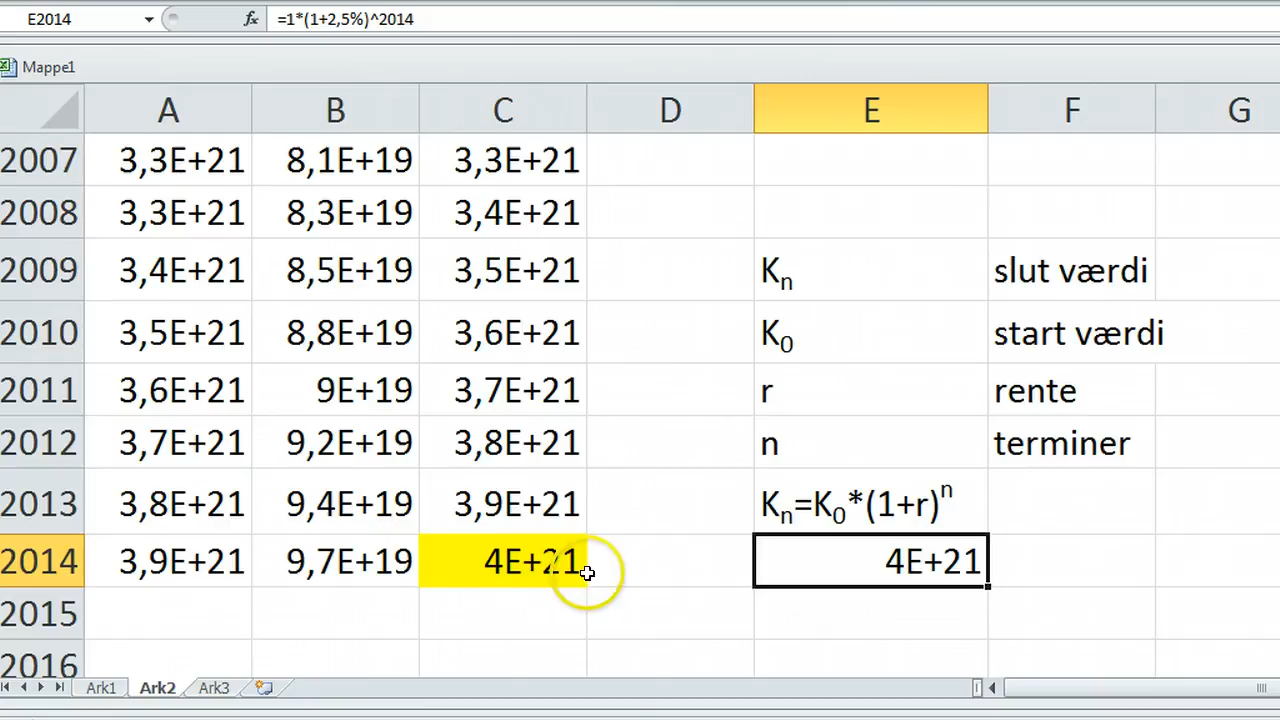 E2014 fx =1*(1+2,5%)^2014
Mappe1
A B C D E F G
2007 3,3E+21 8,1E+19 3,3E+21
2008 3,3E+21 8,3E+19 3,4E+21
2009 3,4E+21 8,5E+19 3,5E+21 Kn slut værdi
2010 3,5E+21 8,8E+19 3,6E+21 K0 start værdi
2011 3,6E+21 9E+19 3,7E+21 r rente
2012 3,7E+21 9,2E+19 3,8E+21 n terminer
2013 3,8E+21 9,4E+19 3,9E+21 Kn=K0*(1+r)n
2014 3,9E+21 9,7E+19 4E+21 4E+21
2015
2016
Ark1 Ark2 Ark3